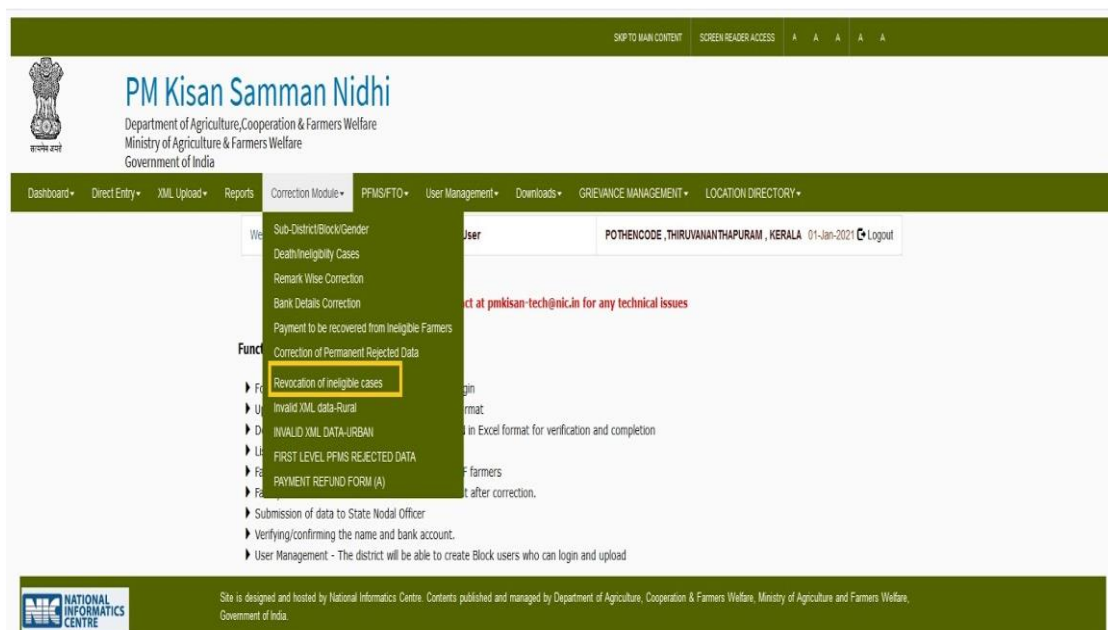 SKIP TO MAIN CONTENT SCREEN READER ACCESS A A A A A
सत्यमेव जयते
PM Kisan Samman Nidhi
Department of Agriculture,Cooperation & Farmers Welfare
Ministry of Agriculture & Farmers Welfare
Government of India
Dashboard Direct Entry XML Upload Reports Correction Module PFMS/FTO User Management Downloads GRIEVANCE MANAGEMENT LOCATION DIRECTORY
We User POTHENCODE ,THIRUVANANTHAPURAM , KERALA 01-Jan-2021 Logout
Sub-District/Block/Gender
Death/Ineligiblity Cases
Remark Wise Correction
Bank Details Correction
Payment to be recovered from Ineligible Farmers
Correction of Permanent Rejected Data
Revocation of ineligible cases
Invalid XML data-Rural
INVALID XML DATA-URBAN
FIRST LEVEL PFMS REJECTED DATA
PAYMENT REFUND FORM (A)
at pmkisan-tech@nic.in for any technical issues
in Excel format for verification and completion
farmers
after correction.
Submission of data to State Nodal Officer
Verifying/confirming the name and bank account.
User Management - The district will be able to create Block users who can login and upload
NIC NATIONAL
INFORMATICS
CENTRE
Site is designed and hosted by National Informatics Centre. Contents published and managed by Department of Agriculture, Cooperation & Farmers Welfare, Ministry of Agriculture and Farmers Welfare,
Government of India.